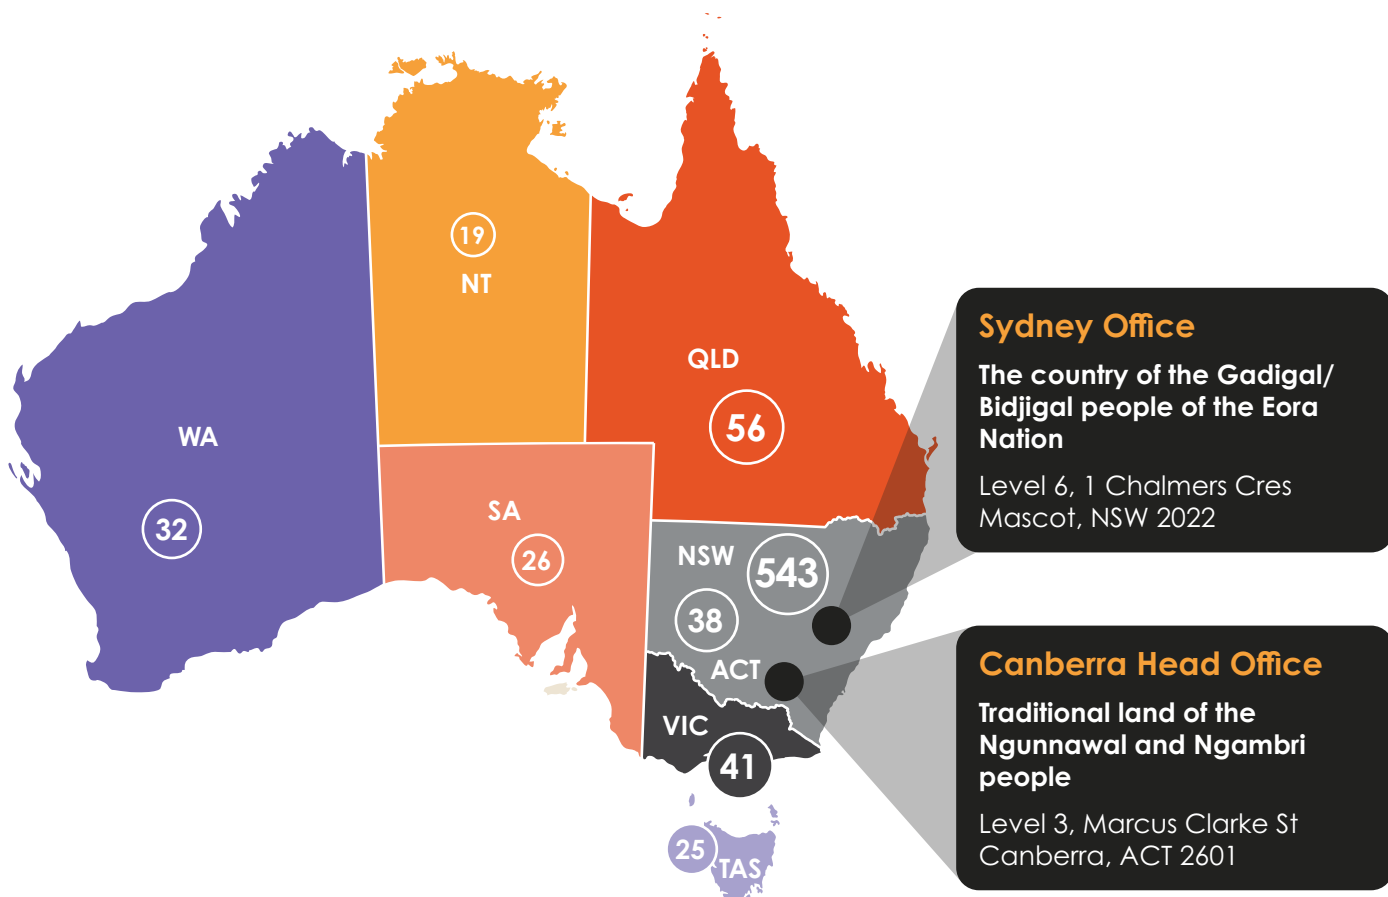 19
NT
QLD
56
WA
32
SA
26
NSW
543
38
ACT
VIC
41
25
TAS
Sydney Office
The country of the Gadigal/
Bidjigal people of the Eora
Nation
Level 6, 1 Chalmers Cres
Mascot, NSW 2022
Canberra Head Office
Traditional land of the
Ngunnawal and Ngambri
people
Level 3, Marcus Clarke St
Canberra, ACT 2601